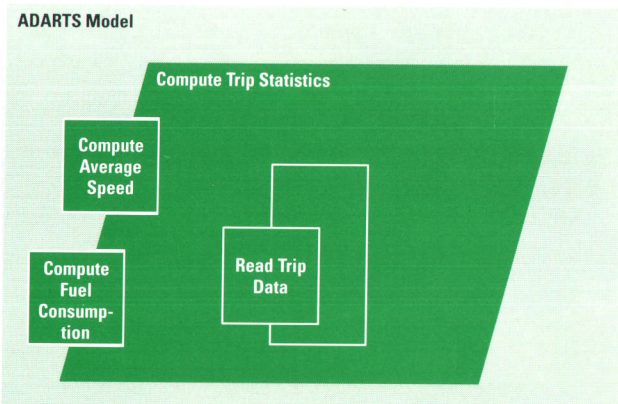 ADARTS Model
Compute Trip Statistics
Compute
Average
Speed
Compute
Fuel
Consump-
tion
Read Trip
Data